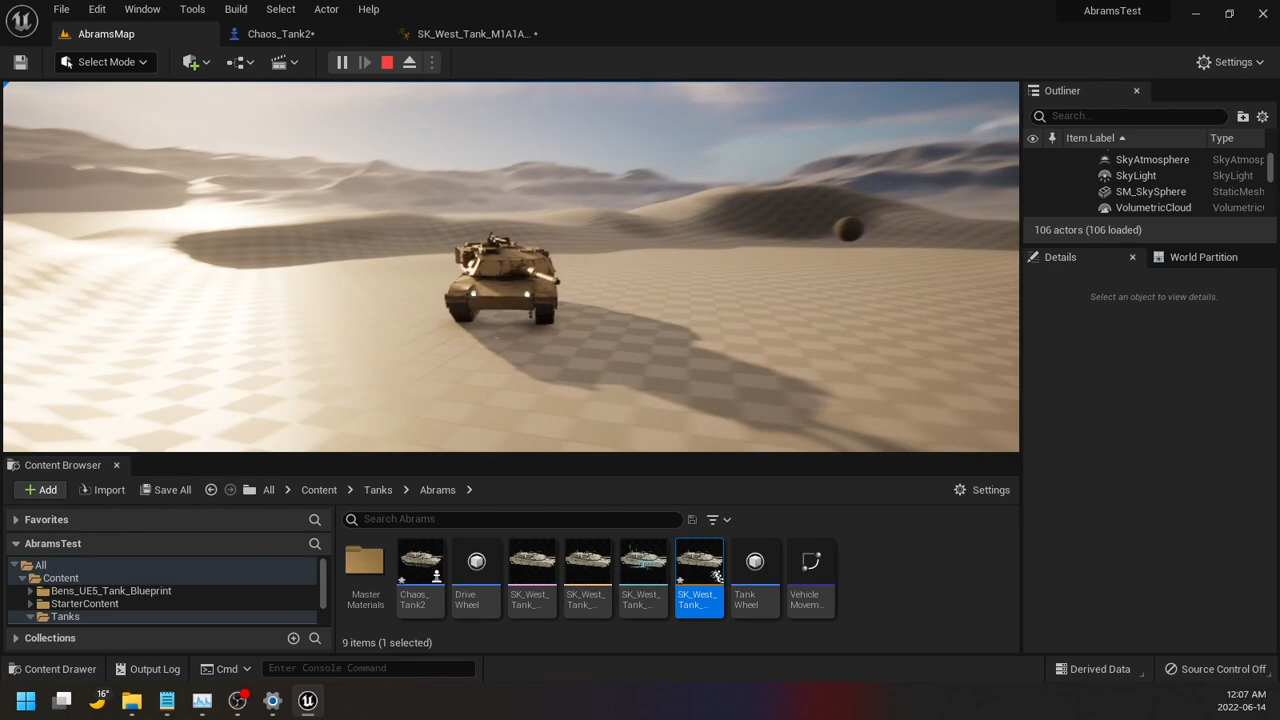 File Edit Window Tools Build Select Actor Help
AbramsTest
AbramsMap
Chaos_Tank2*
SK_West_Tank_M1A1A... *
Select Mode
Settings
Outliner
Search...
Item Label
Type
SkyAtmosphere
SkyAtmosp
SkyLight
SkyLight
SM_SkySphere
StaticMesh
VolumetricCloud
Volumetric
106 actors (106 loaded)
Details
World Partition
Select an object to view details.
Content Browser
Add
Import
Save All
All
Content
Tanks
Abrams
Settings
Favorites
AbramsTest
All
Content
Bens_UE5_Tank_Blueprint
StarterContent
Tanks
Collections
Search Abrams
Master
Materials
Chaos_
Tank2
Drive
Wheel
SK_West_
Tank_...
SK_West_
Tank_...
SK_West_
Tank_...
SK_West_
Tank_...
Tank
Wheel
Vehicle
Movem...
9 items (1 selected)
Content Drawer
Output Log
Cmd
Enter Console Command
Derived Data
Source Control Off
16°
12:07 AM
2022-06-14